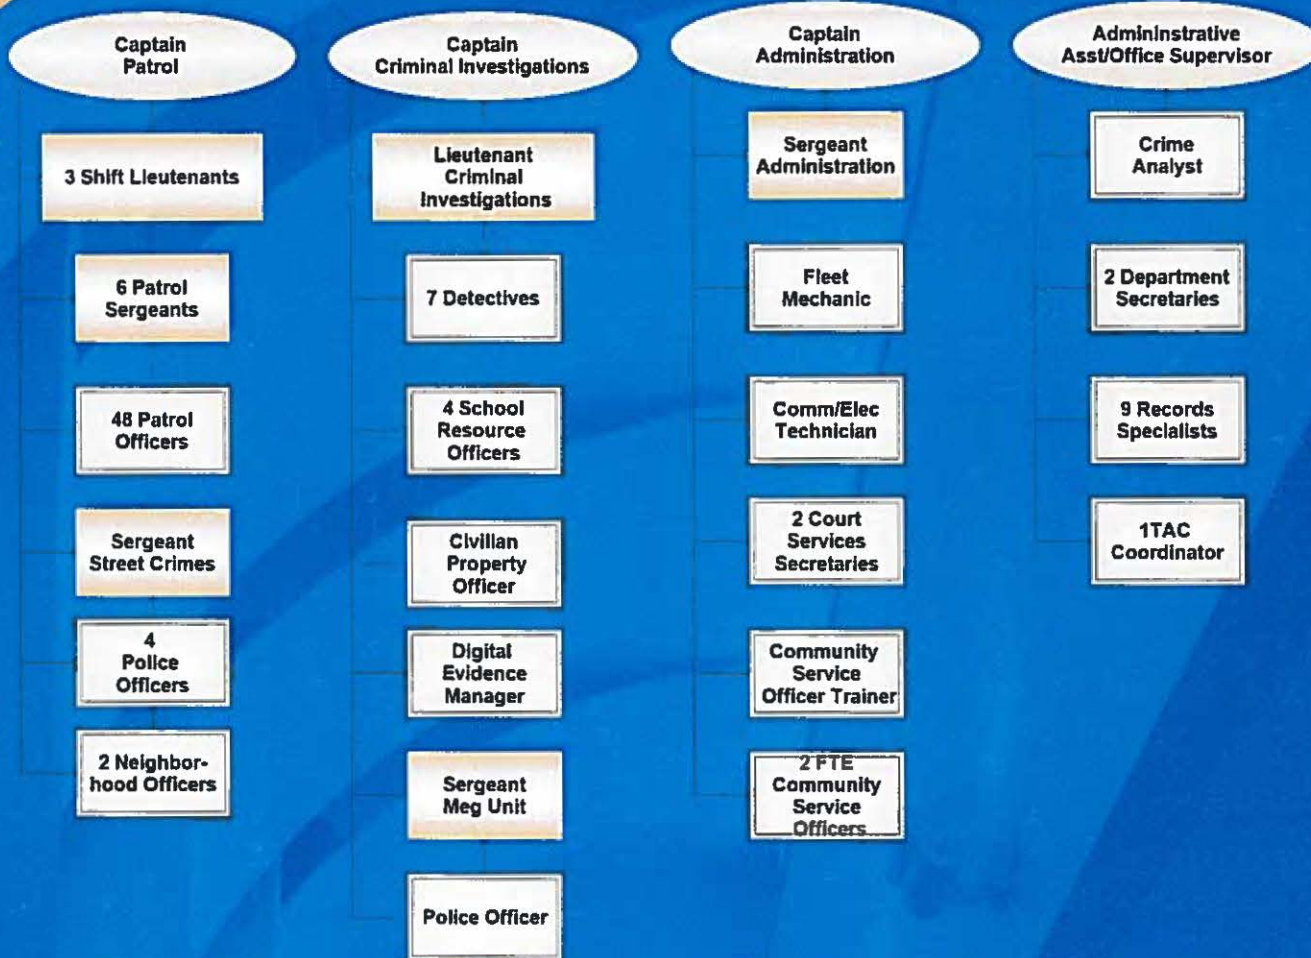 Captain
Patrol
3 Shift Lieutenants
6 Patrol
Sergeants
48 Patrol
Officers
Sergeant
Street Crimes
4
Police
Officers
2 Neighbor-
hood Officers
Captain
Criminal Investigations
Lieutenant
Criminal
Investigations
7 Detectives
4 School
Resource
Officers
Civilian
Property
Officer
Digital
Evidence
Manager
Sergeant
Meg Unit
Police Officer
Captain
Administration
Sergeant
Administration
Fleet
Mechanic
Comm/Elec
Technician
2 Court
Services
Secretaries
Community
Service
Officer Trainer
2 FTE
Community
Service
Officers
Admininstrative
Asst/Office Supervisor
Crime
Analyst
2 Department
Secretaries
9 Records
Specialists
1TAC
Coordinator